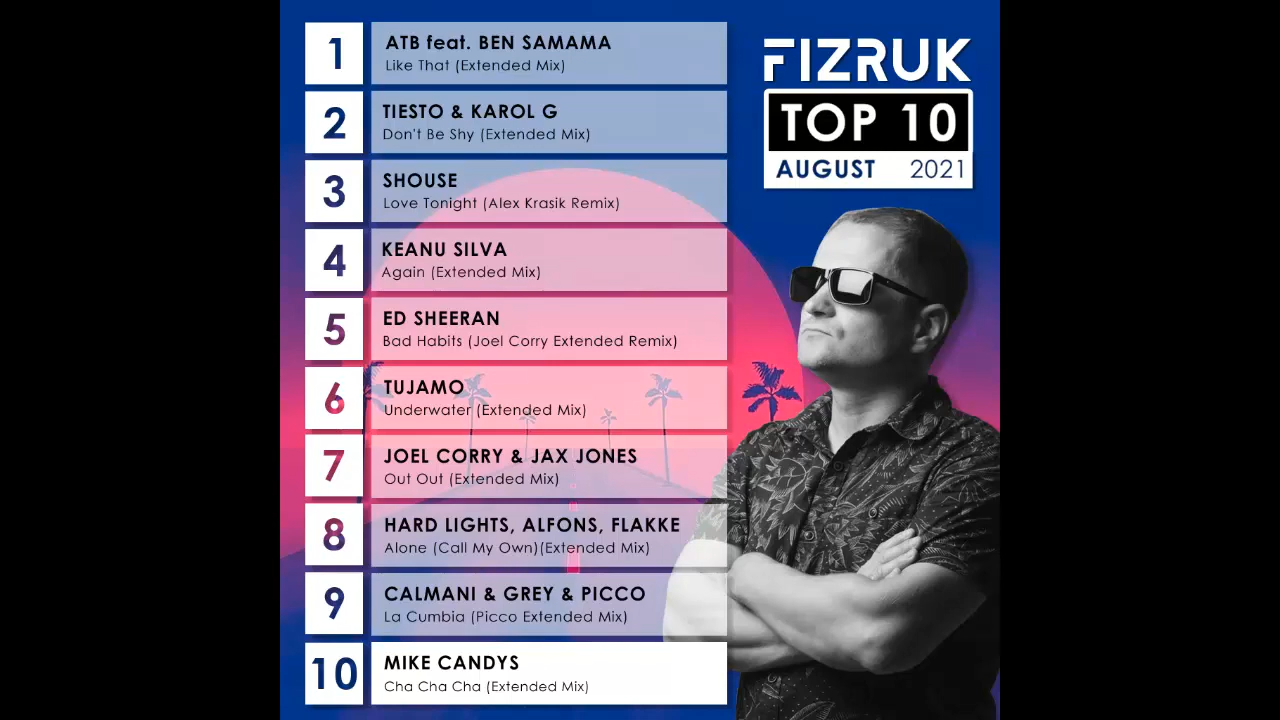 1
ATB feat. BEN SAMAMA
Like That (Extended Mix)
2
TIESTO & KAROL G
Don't Be Shy (Extended Mix)
3
SHOUSE
Love Tonight (Alex Krasik Remix)
4
KEANU SILVA
Again (Extended Mix)
5
ED SHEERAN
Bad Habits (Joel Corry Extended Remix)
6
TUJAMO
Underwater (Extended Mix)
7
JOEL CORRY & JAX JONES
Out Out (Extended Mix)
8
HARD LIGHTS, ALFONS, FLAKKE
Alone (Call My Own)(Extended Mix)
9
CALMANI & GREY & PICCO
La Cumbia (Picco Extended Mix)
10
MIKE CANDYS
Cha Cha Cha (Extended Mix)
FIZRUK
TOP 10
AUGUST 2021